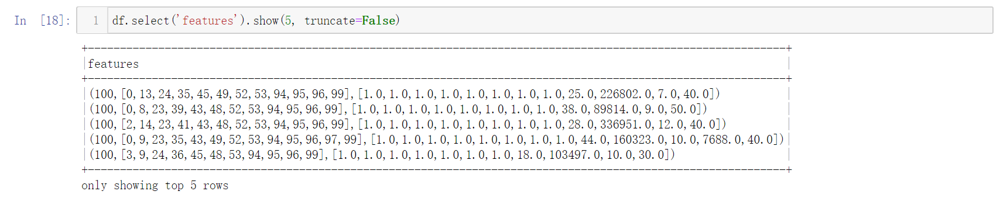 In [18]: 1 df.select('features').show(5, truncate=False)
+--------------------------------------------------------------------------------------------------------------+
|features                                                                                                      |
+--------------------------------------------------------------------------------------------------------------+
|(100,[0,13,24,35,45,49,52,53,94,95,96,99],[1.0,1.0,1.0,1.0,1.0,1.0,1.0,1.0,25.0,226802.0,7.0,40.0])           |
|(100,[0,8,23,39,43,48,52,53,94,95,96,99],[1.0,1.0,1.0,1.0,1.0,1.0,1.0,1.0,38.0,89814.0,9.0,50.0])             |
|(100,[2,14,23,41,43,48,52,53,94,95,96,99],[1.0,1.0,1.0,1.0,1.0,1.0,1.0,1.0,28.0,336951.0,12.0,40.0])          |
|(100,[0,9,23,35,43,49,52,53,94,95,96,97,99],[1.0,1.0,1.0,1.0,1.0,1.0,1.0,1.0,44.0,160323.0,10.0,7688.0,40.0])|
|(100,[3,9,24,36,45,48,53,94,95,96,99],[1.0,1.0,1.0,1.0,1.0,1.0,1.0,18.0,103497.0,10.0,30.0])                  |
+--------------------------------------------------------------------------------------------------------------+
only showing top 5 rows